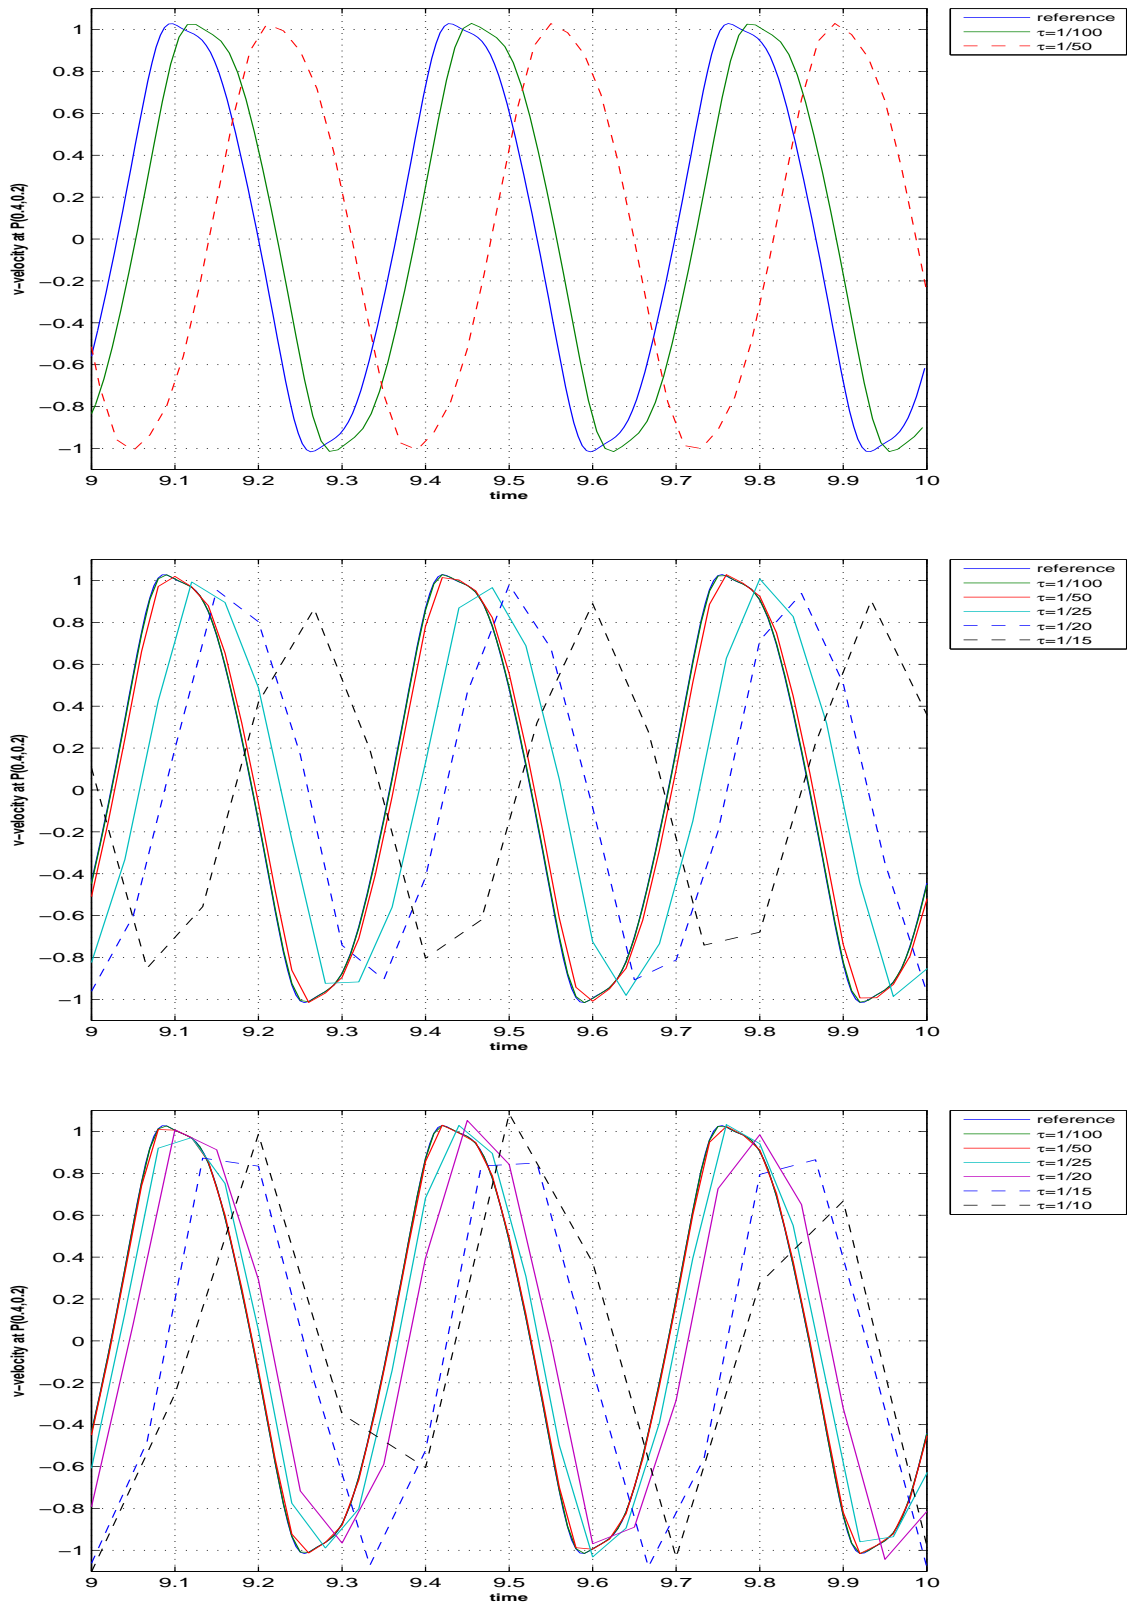 1
0.8
0.6
0.4
0.2
0
−0.2
−0.4
−0.6
−0.8
−1
v−velocity at P(0.4,0.2)
9 9.1 9.2 9.3 9.4 9.5 9.6 9.7 9.8 9.9 10
time
reference
τ=1/100
τ=1/50
1
0.8
0.6
0.4
0.2
0
−0.2
−0.4
−0.6
−0.8
−1
v−velocity at P(0.4,0.2)
9 9.1 9.2 9.3 9.4 9.5 9.6 9.7 9.8 9.9 10
time
reference
τ=1/100
τ=1/50
τ=1/25
τ=1/20
τ=1/15
1
0.8
0.6
0.4
0.2
0
−0.2
−0.4
−0.6
−0.8
−1
v−velocity at P(0.4,0.2)
9 9.1 9.2 9.3 9.4 9.5 9.6 9.7 9.8 9.9 10
time
reference
τ=1/100
τ=1/50
τ=1/25
τ=1/20
τ=1/15
τ=1/10